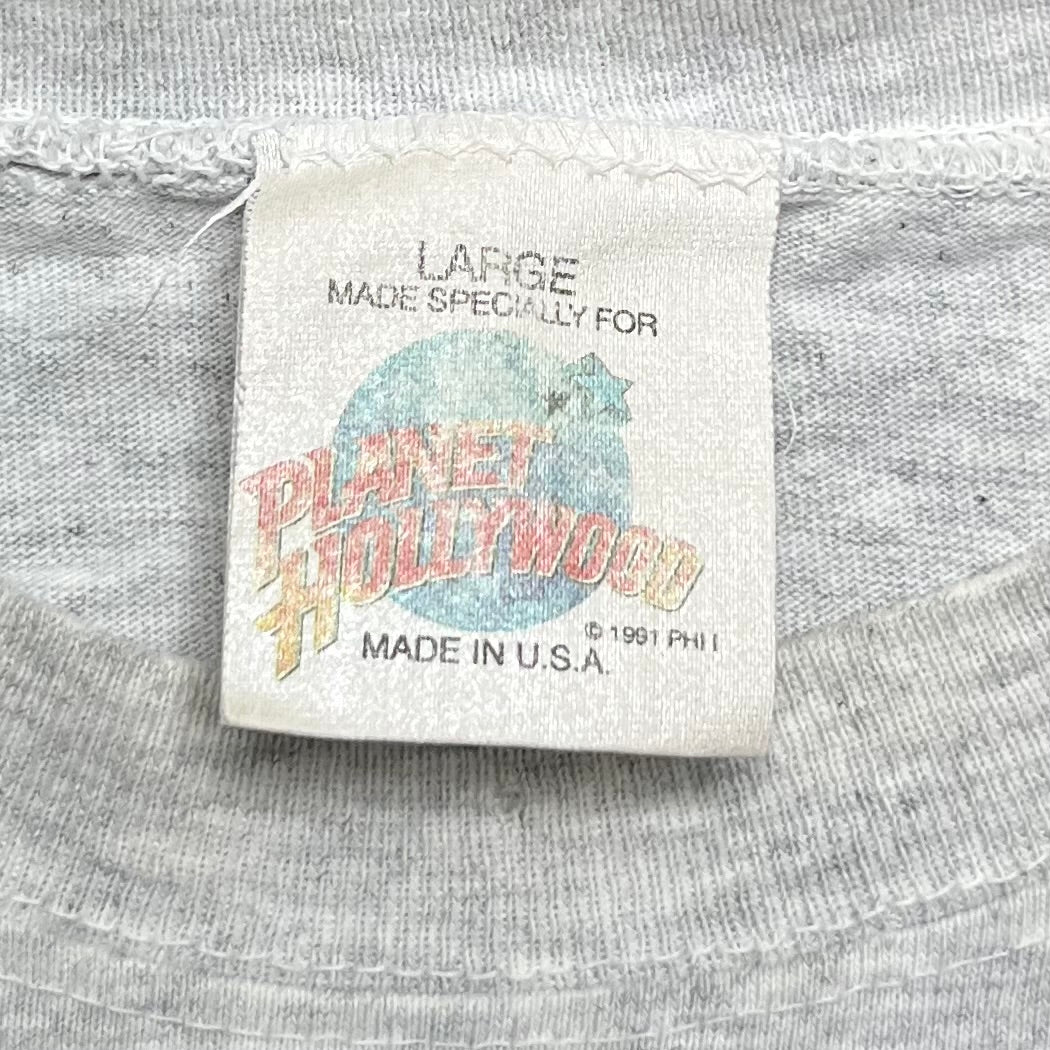 LARGE
MADE SPECIALLY FOR
PLANET
HOLLYWOOD
© 1991 PHII
MADE IN U.S.A.